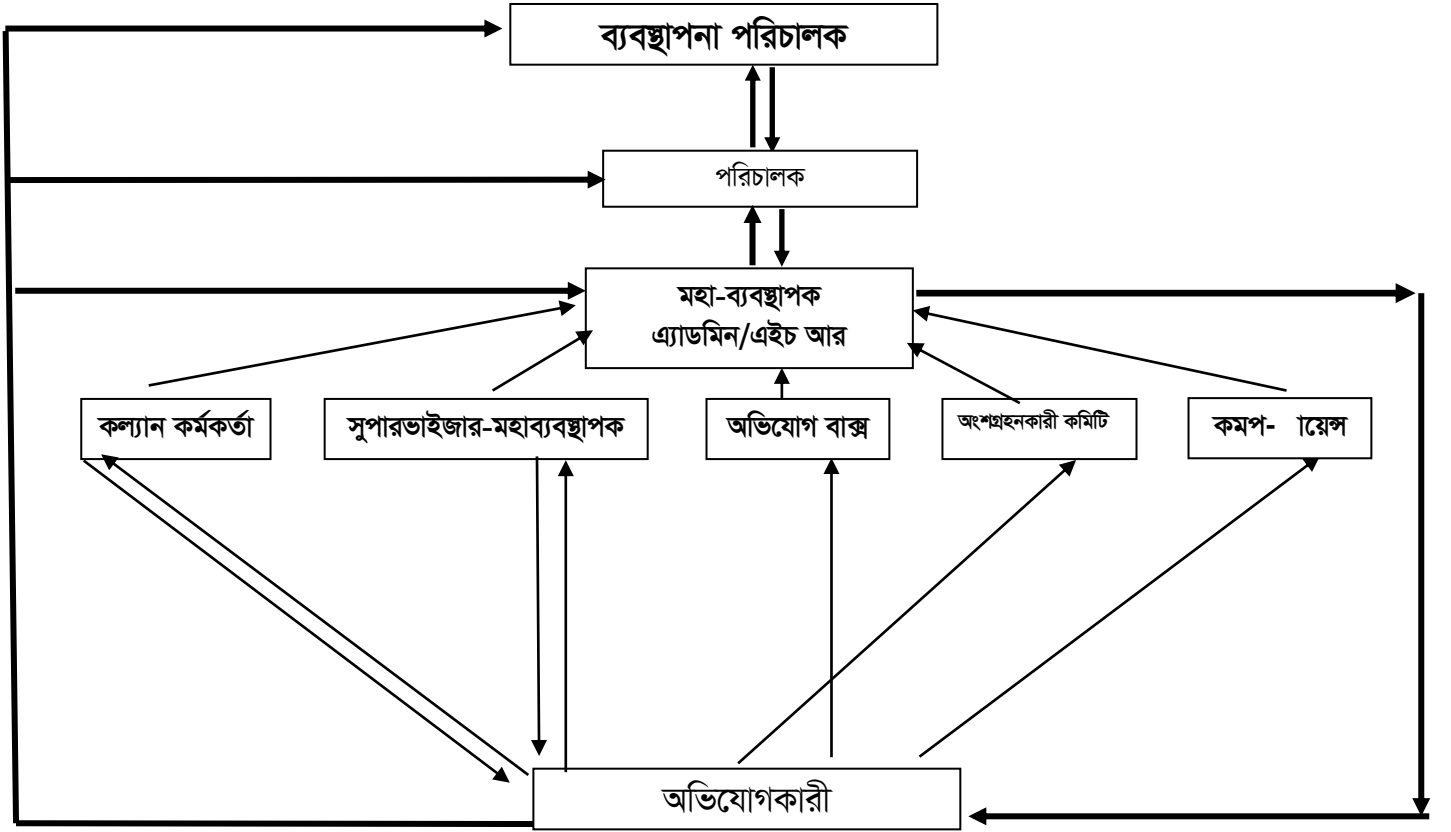 ব্যবস্থাপনা পরিচালক
পরিচালক
মহা-ব্যবস্থাপক
এ্যাডমিন/এইচ আর
কল্যান কর্মকর্তা
সুপারভাইজার-মহাব্যবস্থাপক
অভিযোগ বাক্স
অংশগ্রহনকারী কমিটি
কমপ- ায়েন্স
অভিযোগকারী